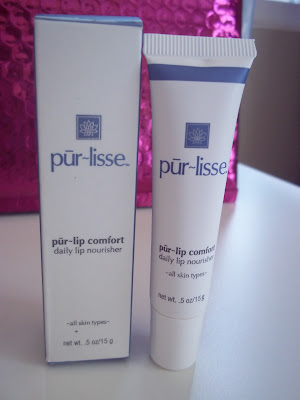 pūr~lisse™
pūr~lip comfort
daily lip nourisher
~all skin types~
net wt. .5 oz/15 g
pūr~lisse
pūr~lip comfort
daily lip nourisher
~all skin types~
net wt. .5 oz/15 g